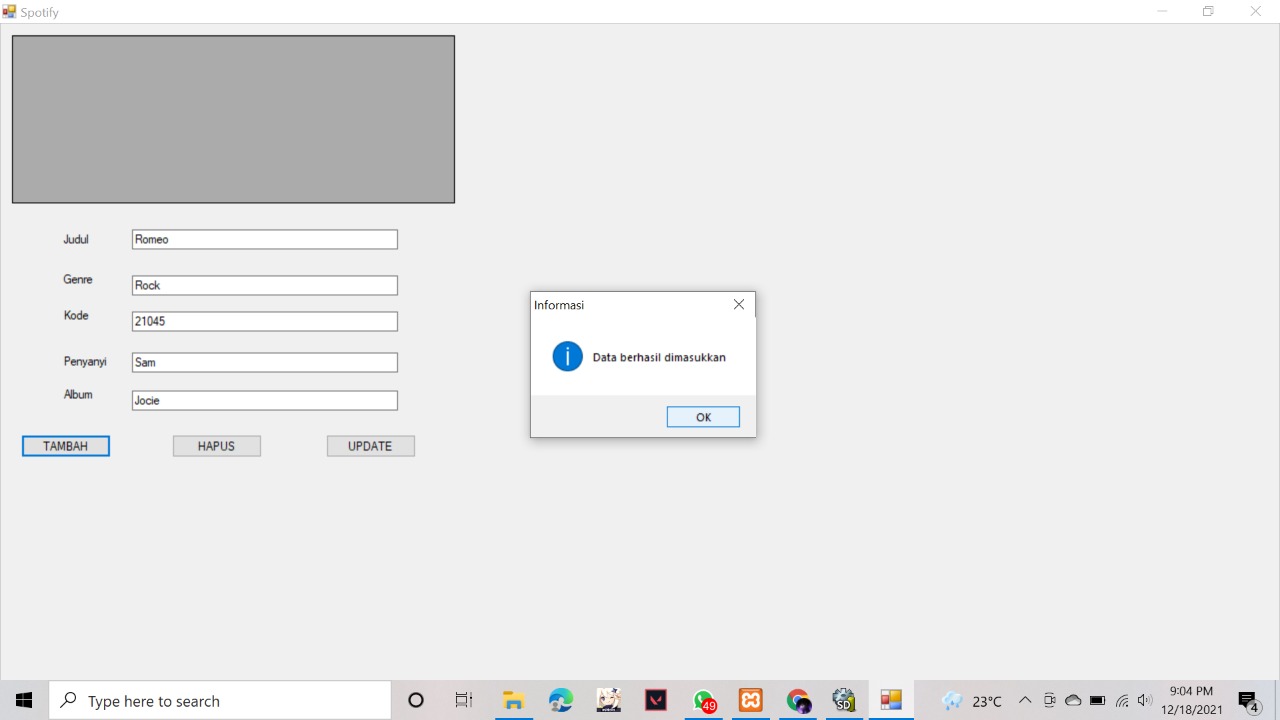 Spotify
Judul
Romeo
Genre
Rock
Kode
21045
Penyanyi
Sam
Album
Jocie
TAMBAH
HAPUS
UPDATE
Informasi
i
Data berhasil dimasukkan
OK
Type here to search
49
SD
23°C
9:04 PM
12/18/2021
4